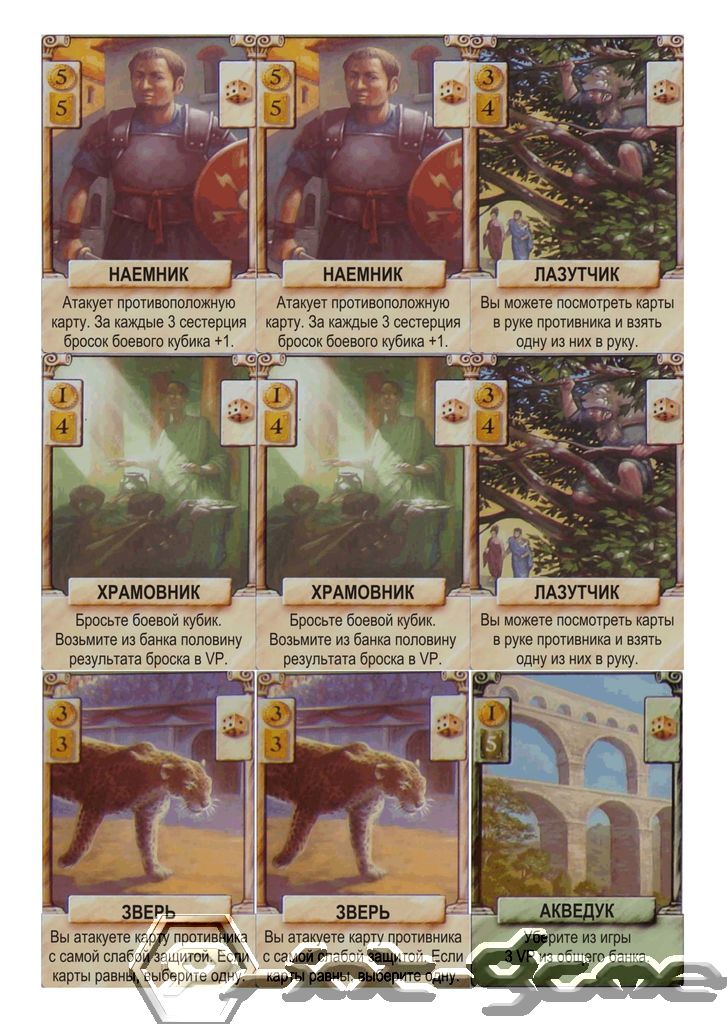 5
5
НАЕМНИК
Атакует противоположную
карту. За каждые 3 сестерция
бросок боевого кубика +1.
5
5
НАЕМНИК
Атакует противоположную
карту. За каждые 3 сестерция
бросок боевого кубика +1.
3
4
ЛАЗУТЧИК
Вы можете посмотреть карты
в руке противника и взять
одну из них в руку.
1
4
ХРАМОВНИК
Бросьте боевой кубик.
Возьмите из банка половину
результата броска в VP.
1
4
ХРАМОВНИК
Бросьте боевой кубик.
Возьмите из банка половину
результата броска в VP.
3
4
ЛАЗУТЧИК
Вы можете посмотреть карты
в руке противника и взять
одну из них в руку.
3
3
ЗВЕРЬ
Вы атакуете карту противника
с самой слабой защитой. Если
карты равны, выберите одну.
3
3
ЗВЕРЬ
Вы атакуете карту противника
с самой слабой защитой. Если
карты равны, выберите одну.
1
5
АКВЕДУК
Уберите из игры
3 VP из общего банка.